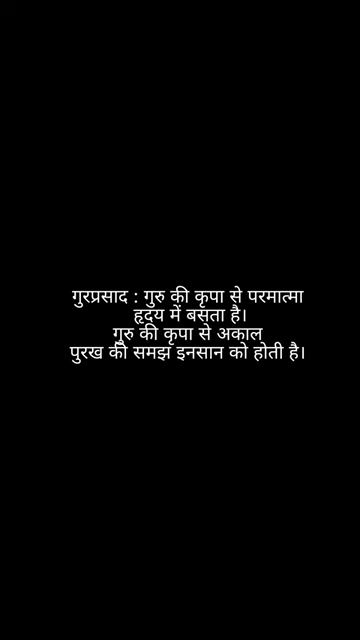 गुरप्रसाद : गुरु की कृपा से परमात्मा
हृदय में बसता है।
गुरु की कृपा से अकाल
पुरख की समझ इनसान को होती है।